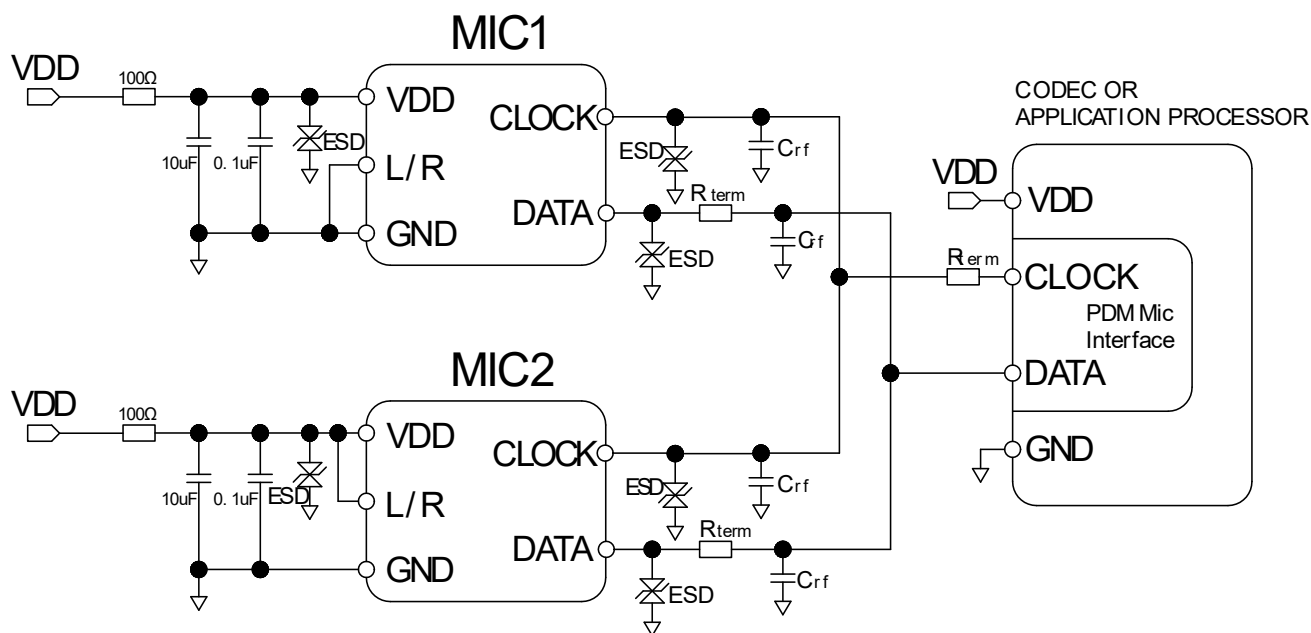 MIC1
VDD
100Ω
10uF
0.1uF
ESD
VDD
L/R
GND
CLOCK
DATA
ESD
Crf
Rterm
ESD
Crf
CODEC OR
APPLICATION PROCESSOR
VDD
VDD
Rterm
CLOCK
PDM Mic
Interface
DATA
GND
MIC2
VDD
100Ω
10uF
0.1uF
ESD
VDD
L/R
GND
CLOCK
DATA
ESD
Crf
Rterm
ESD
Crf